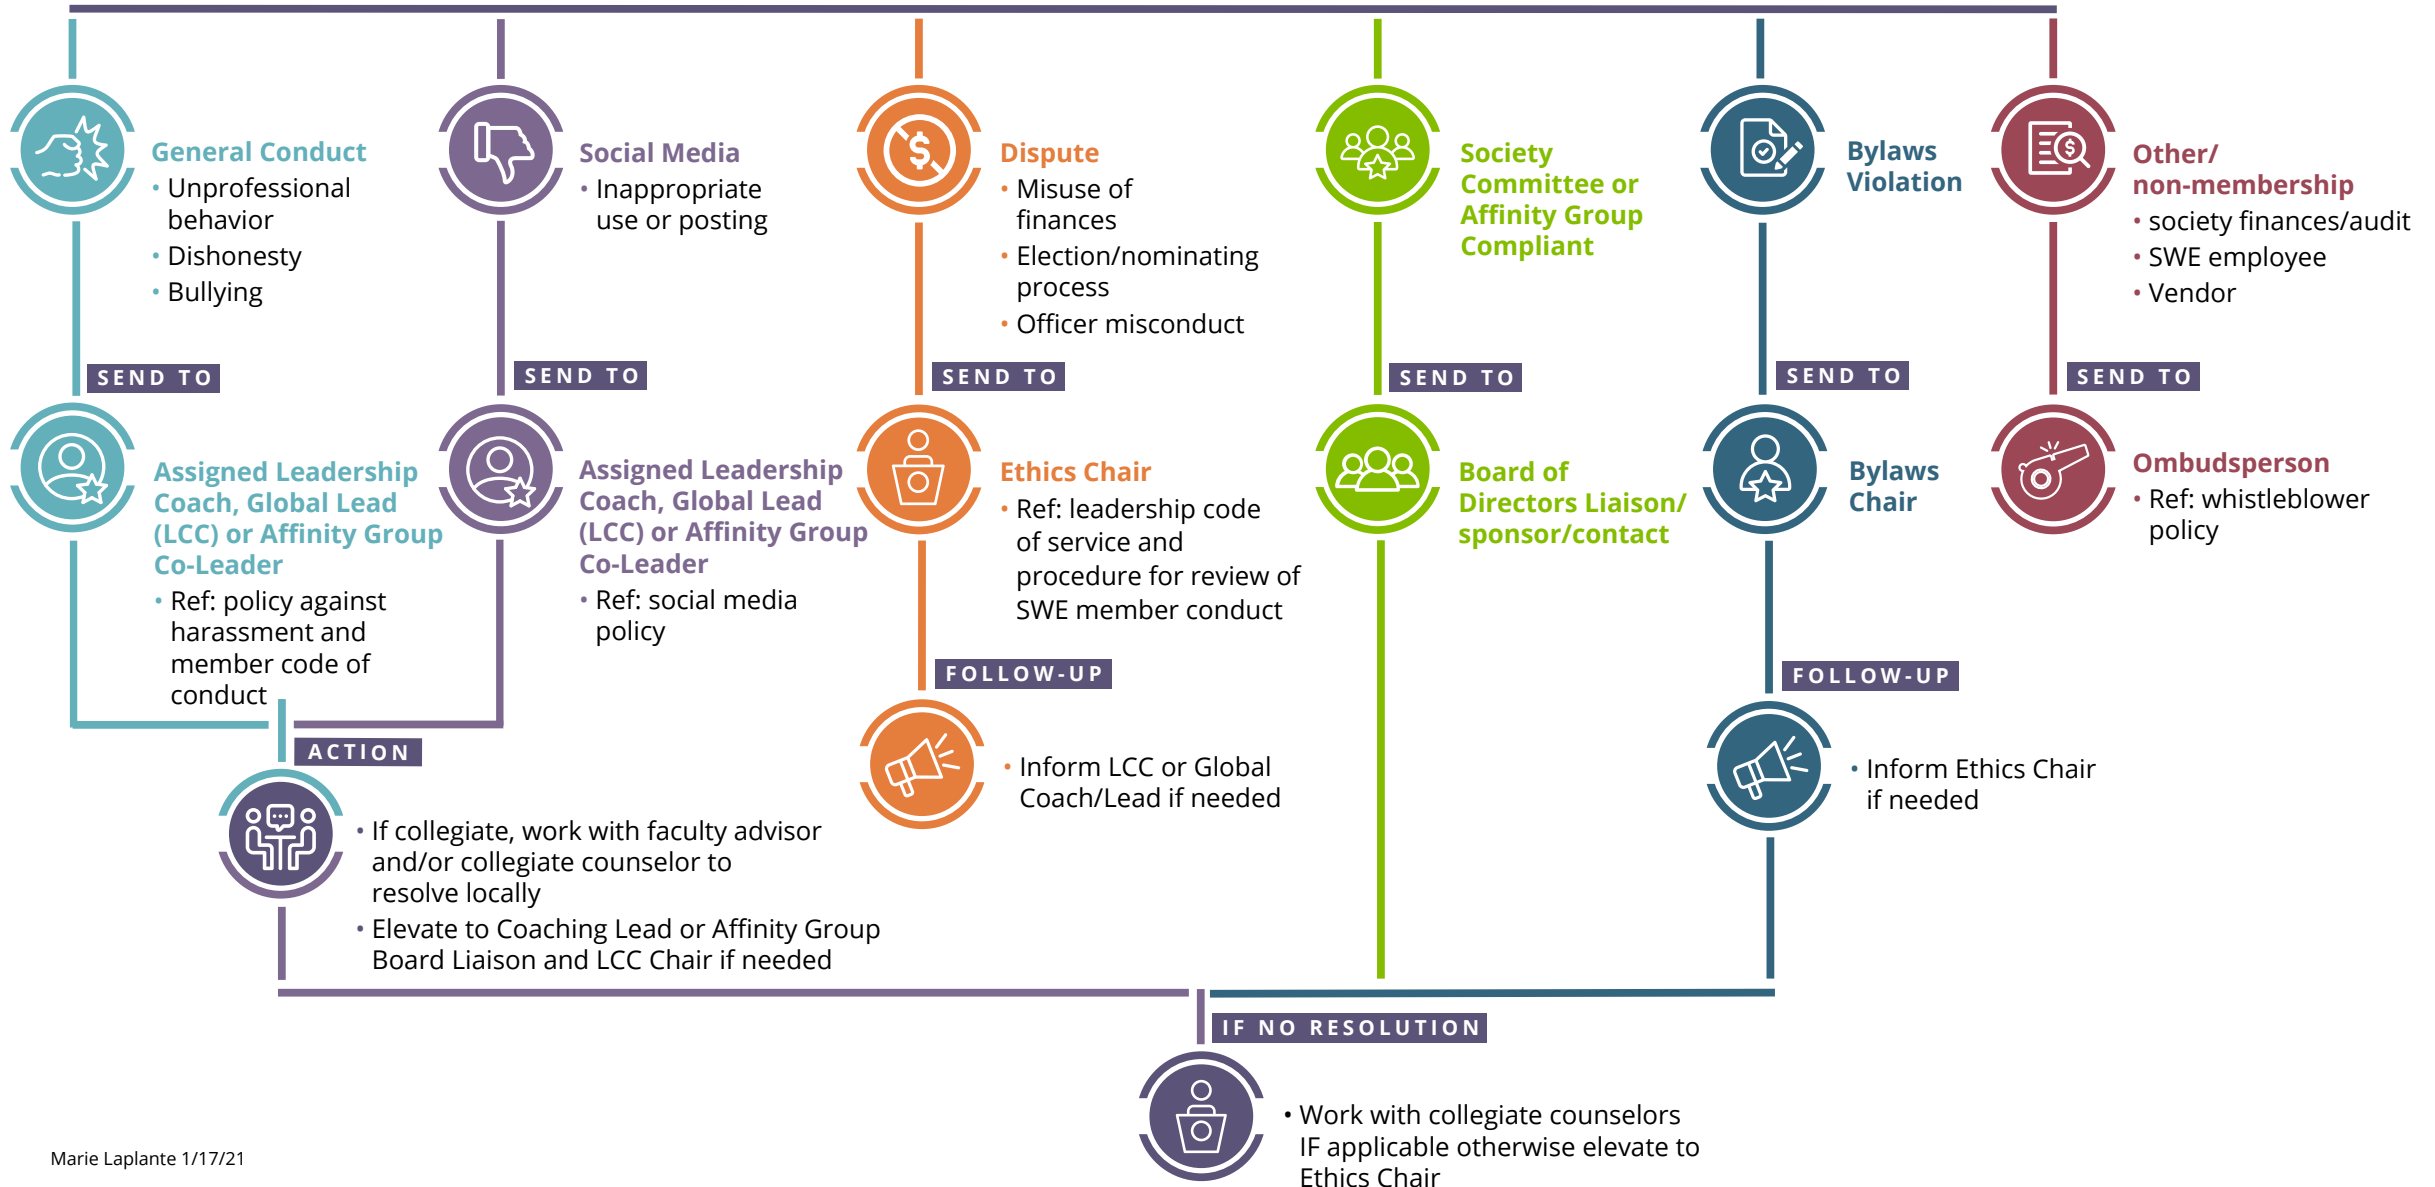 General Conduct
• Unprofessional
behavior
• Dishonesty
• Bullying
SEND TO
Assigned Leadership
Coach, Global Lead
(LCC) or Affinity Group
Co-Leader
• Ref: policy against
harassment and
member code of
conduct
Social Media
• Inappropriate
use or posting
SEND TO
Assigned Leadership
Coach, Global Lead
(LCC) or Affinity Group
Co-Leader
• Ref: social media
policy
ACTION
• If collegiate, work with faculty advisor
and/or collegiate counselor to
resolve locally
• Elevate to Coaching Lead or Affinity Group
Board Liaison and LCC Chair if needed
Dispute
• Misuse of
finances
• Election/nominating
process
• Officer misconduct
SEND TO
Ethics Chair
• Ref: leadership code
of service and
procedure for review of
SWE member conduct
FOLLOW-UP
• Inform LCC or Global
Coach/Lead if needed
Society
Committee or
Affinity Group
Compliant
SEND TO
Board of
Directors Liaison/
sponsor/contact
Bylaws
Violation
SEND TO
Bylaws
Chair
FOLLOW-UP
• Inform Ethics Chair
if needed
Other/
non-membership
• society finances/audit
• SWE employee
• Vendor
SEND TO
Ombudsperson
• Ref: whistleblower
policy
IF NO RESOLUTION
• Work with collegiate counselors
IF applicable otherwise elevate to
Ethics Chair
Marie Laplante 1/17/21